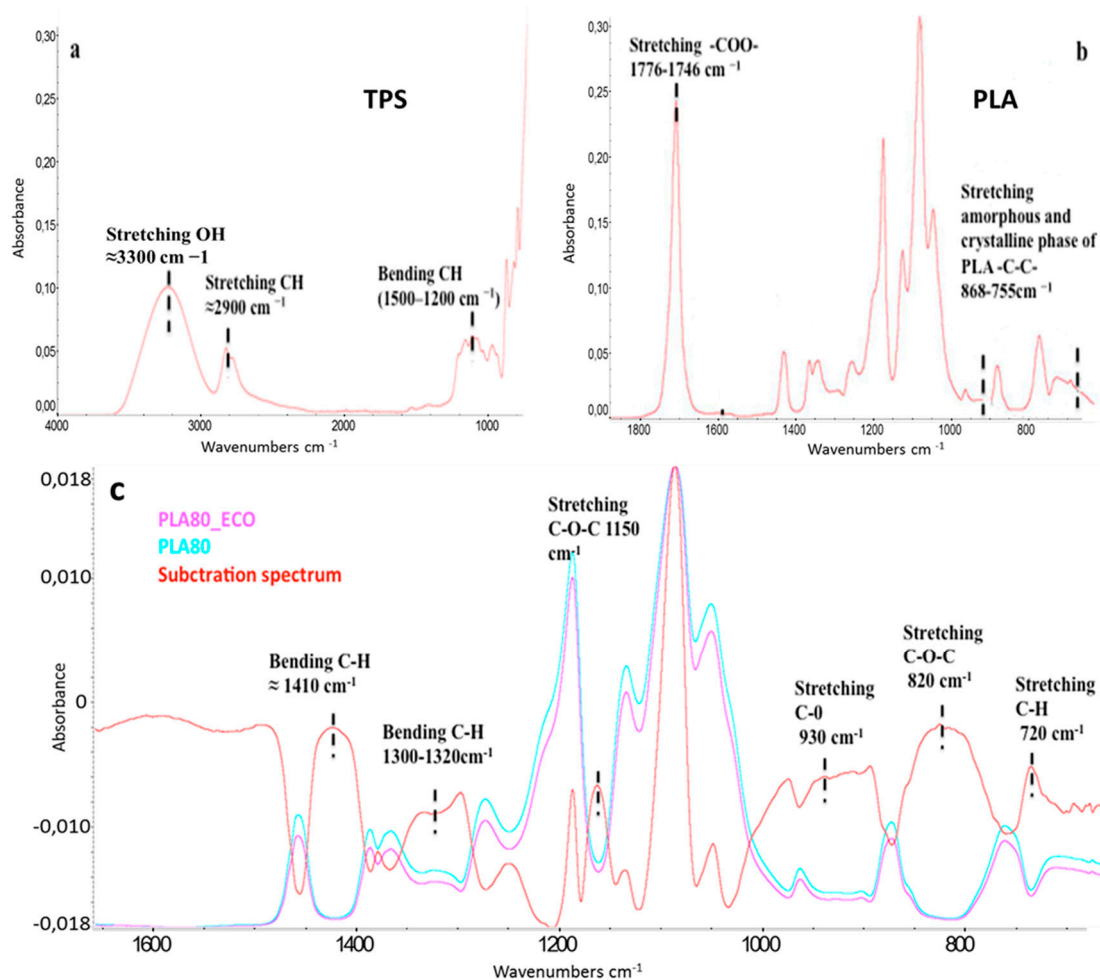 a
TPS
0,30
0,25
0,20
0,15
0,10
0,05
0,00
Absorbance
Stretching OH
≈3300 cm −1
Stretching CH
≈2900 cm −1
Bending CH
(1500–1200 cm −1)
4000
3000
2000
1000
Wavenumbers cm -1
b
PLA
0,30
0,25
0,20
0,15
0,10
0,05
0,00
Absorbance
Stretching -COO-
1776-1746 cm −1
Stretching
amorphous and
crystalline phase of
PLA -C-C-
868-755cm −1
1800
1600
1400
1200
1000
800
Wavenumbers cm -1
c
PLA80_ECO
PLA80
Subctration spectrum
0,018
0,010
0
-0,010
-0,018
Absorbance
Bending C-H
≈ 1410 cm-1
Bending C-H
1300-1320cm-1
Stretching
C-O-C 1150
cm-1
Stretching
C-0
930 cm-1
Stretching
C-O-C
820 cm-1
Stretching
C-H
720 cm-1
1600
1400
1200
1000
800
Wavenumbers cm-1